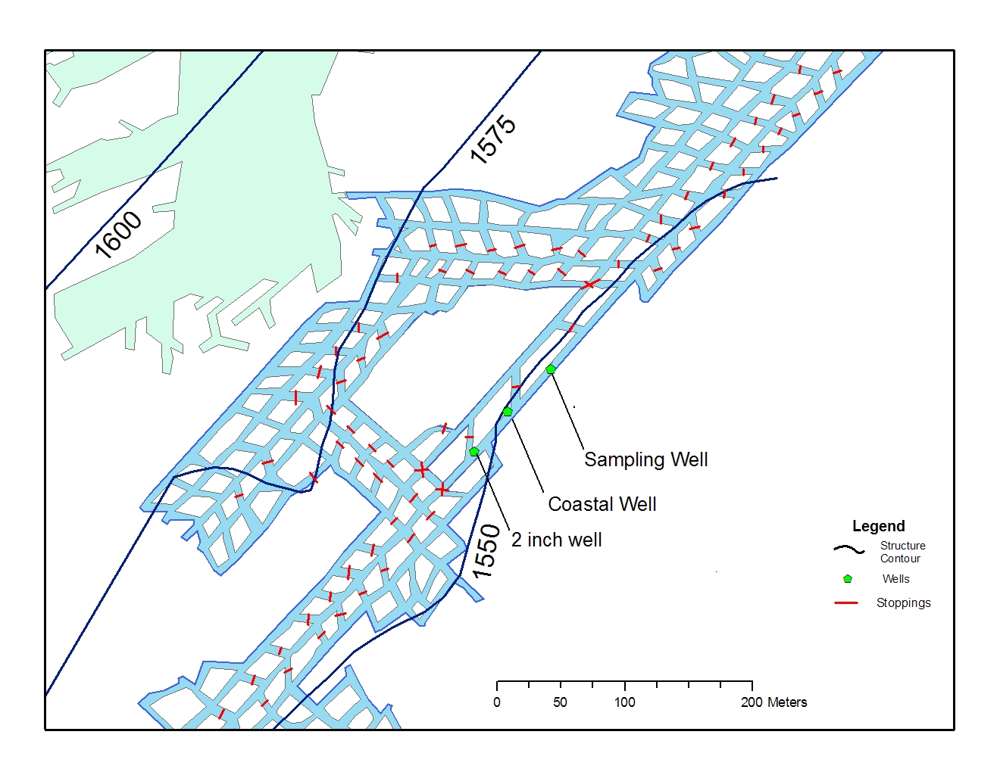 1575
1600
Sampling Well
Coastal Well
2 inch well
1550
Legend
Structure
Contour
Wells
Stoppings
0 50 100 200 Meters